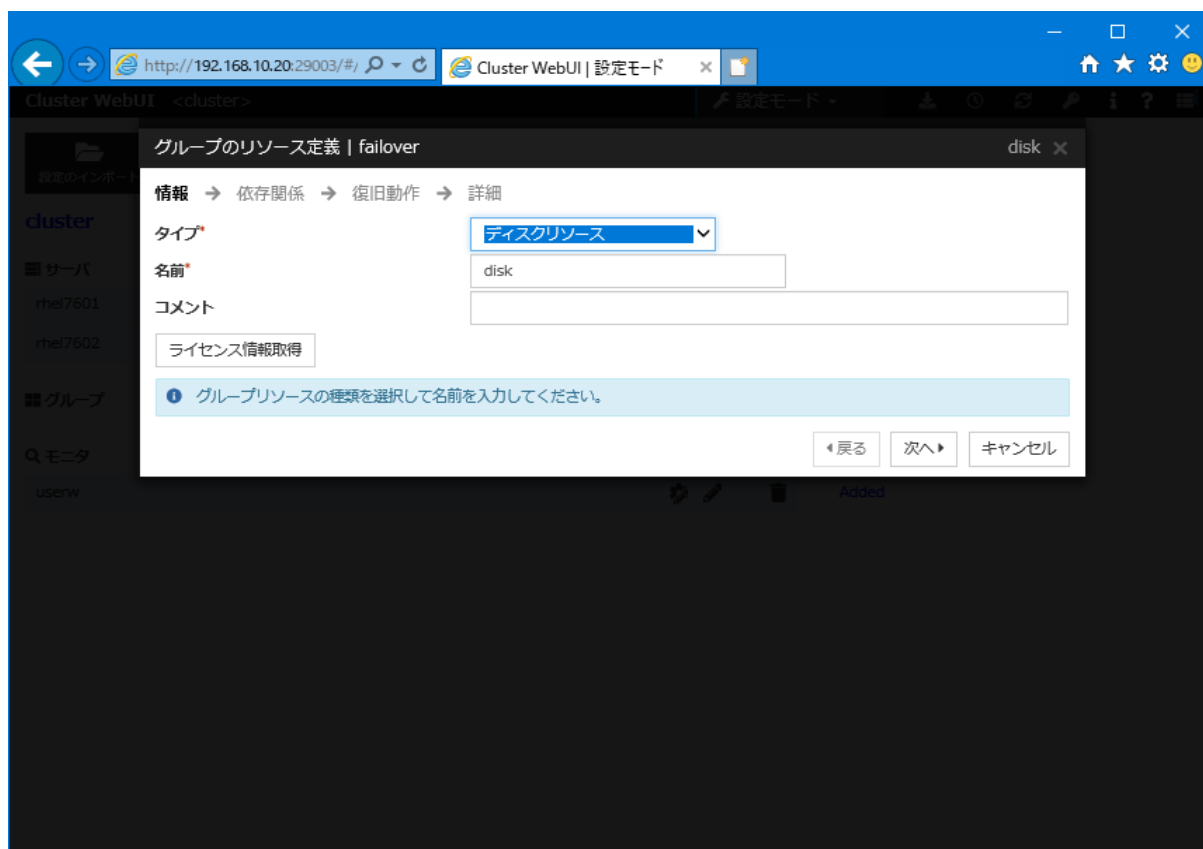 http://192.168.10.20:29003/#/
Cluster WebUI | 設定モード
Cluster WebUI <cluster>
設定モード
グループのリソース定義 | failover
disk
設定のインポート
情報 → 依存関係 → 復旧動作 → 詳細
cluster
タイプ*
ディスクリソース
サーバ
名前*
disk
rhel7601
コメント
rhel7602
ライセンス情報取得
グループ
グループリソースの種類を選択して名前を入力してください。
モニタ
戻る
次へ
キャンセル
userw
Added